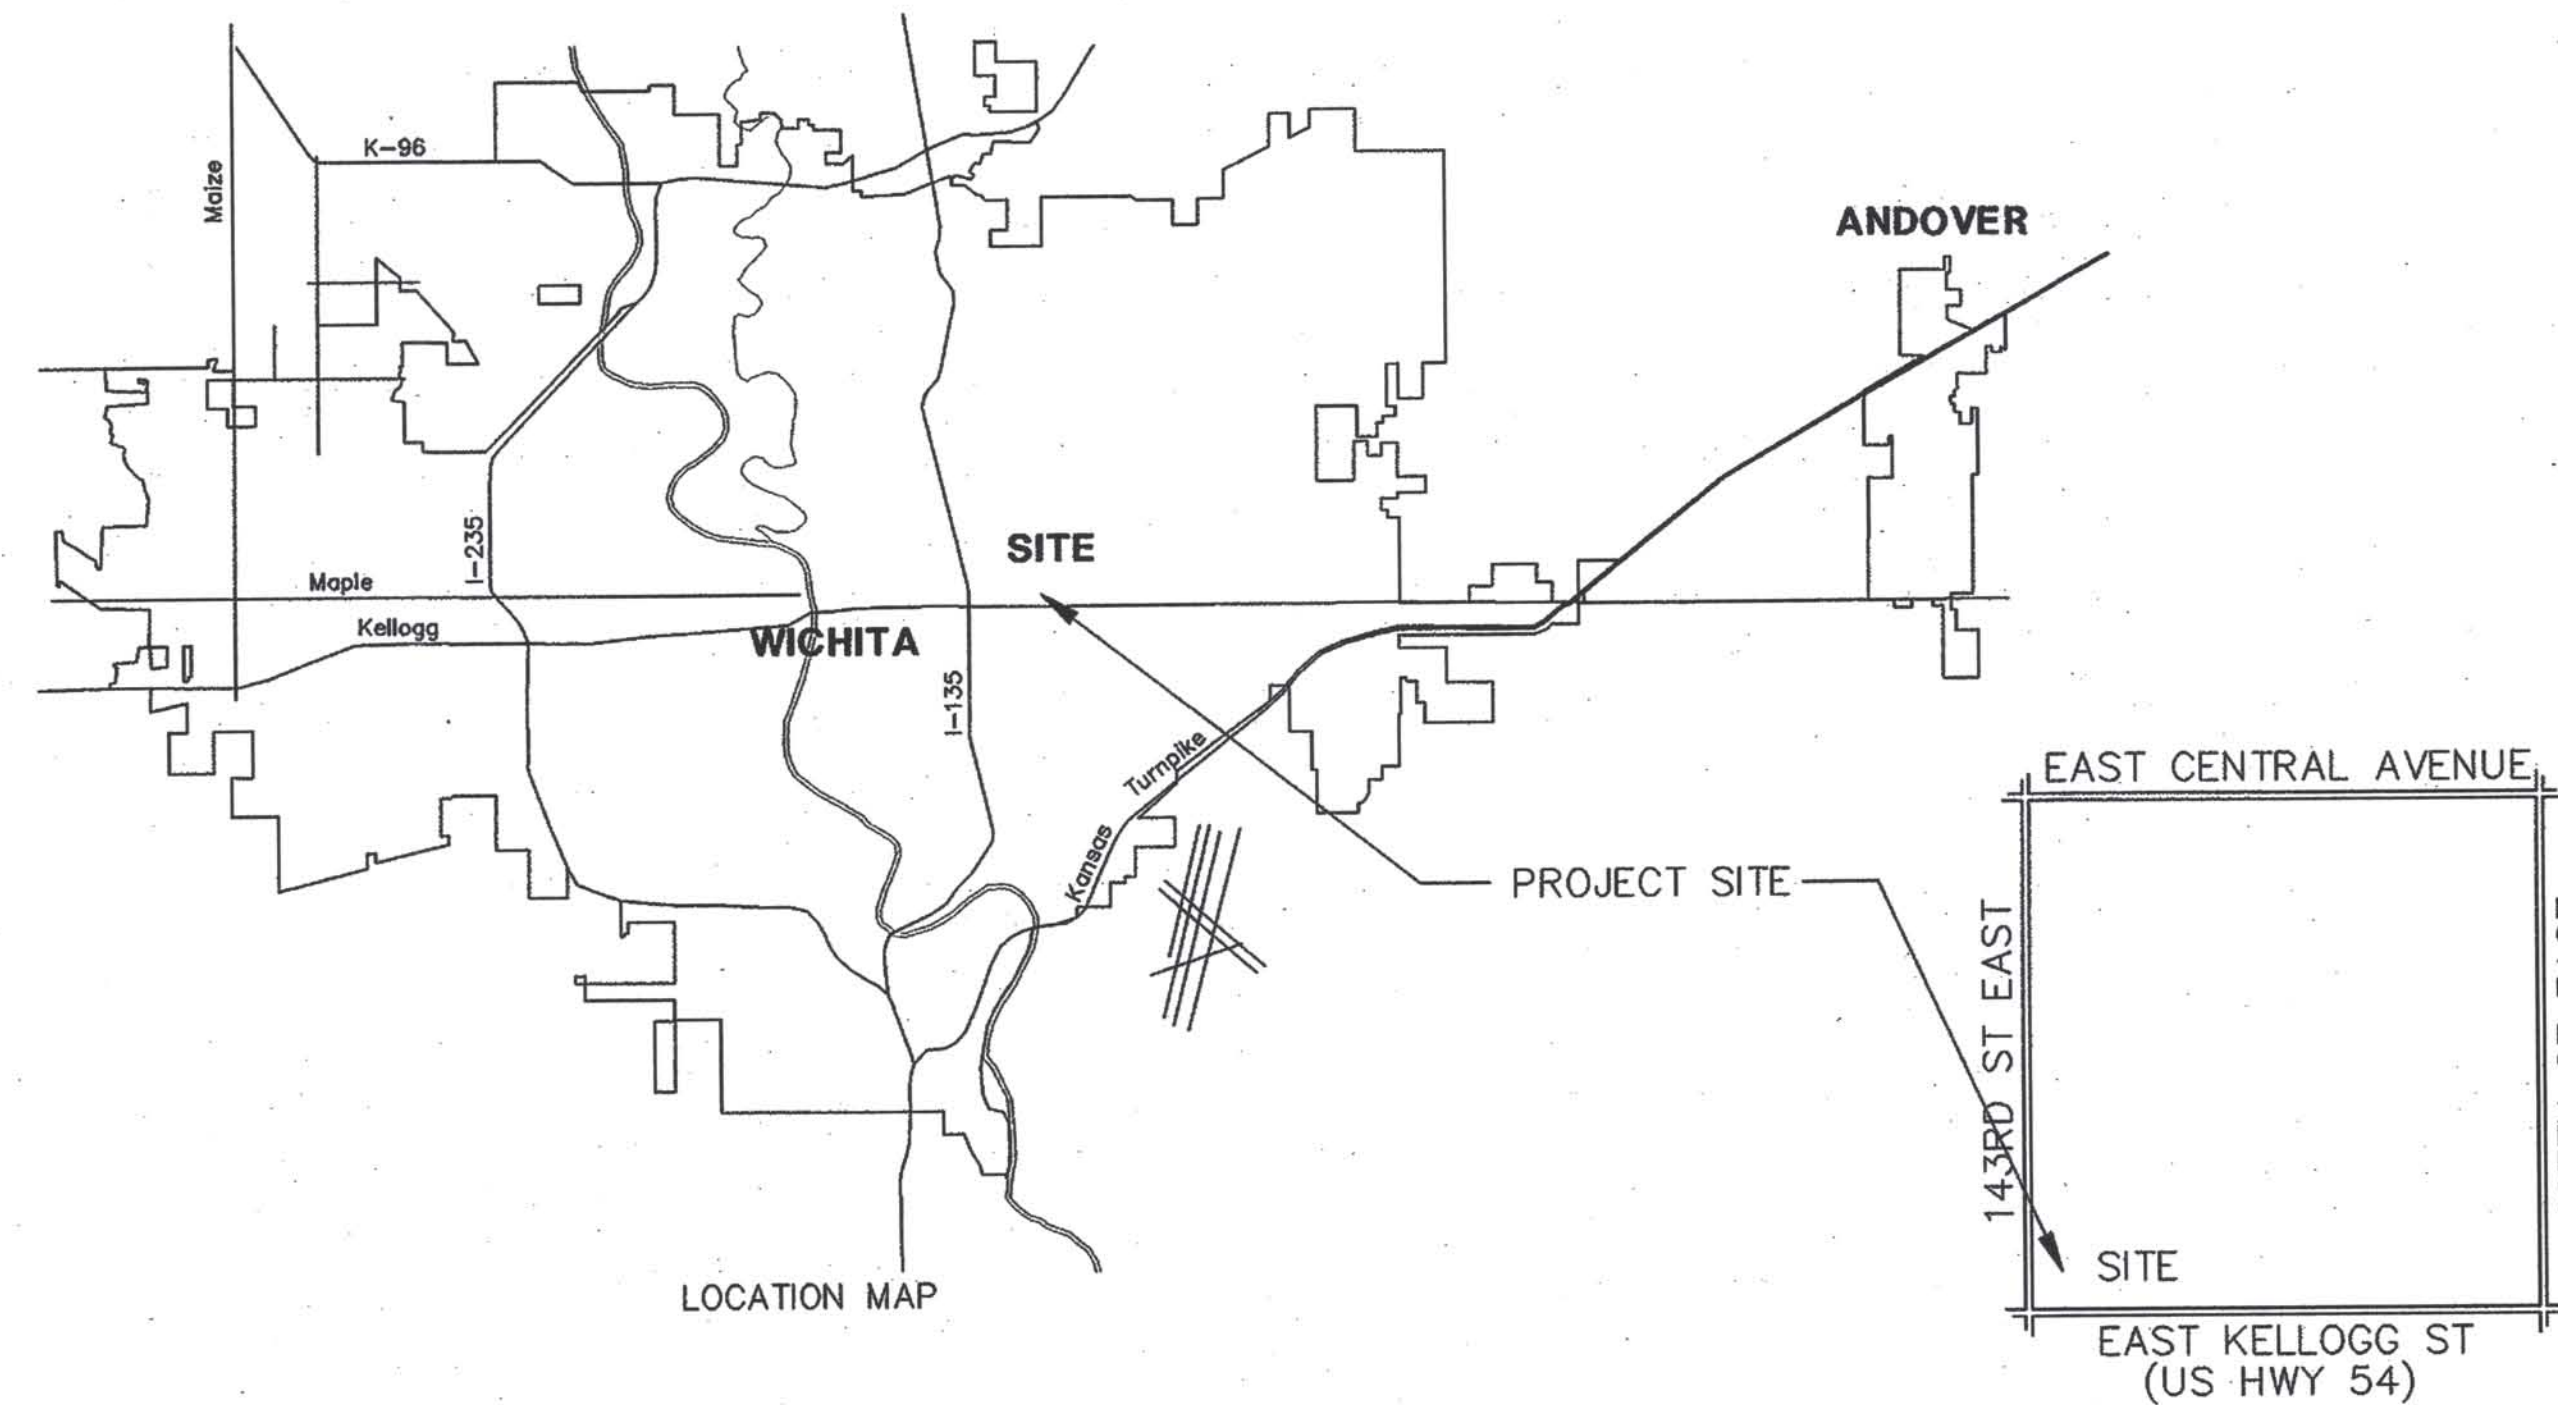 K-96
Maize
ANDOVER
I-235
SITE
Maple
Kellogg
WICHITA
I-135
Turnpike
Kansas
EAST CENTRAL AVENUE
PROJECT SITE
143RD ST EAST
SITE
LOCATION MAP
EAST KELLOGG ST
(US HWY 54)